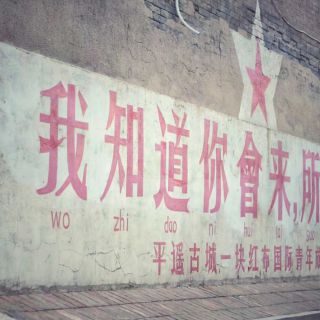 我知道你會来,所
wo zhi dao ni hui lai
平遥古城一块红布国际青年